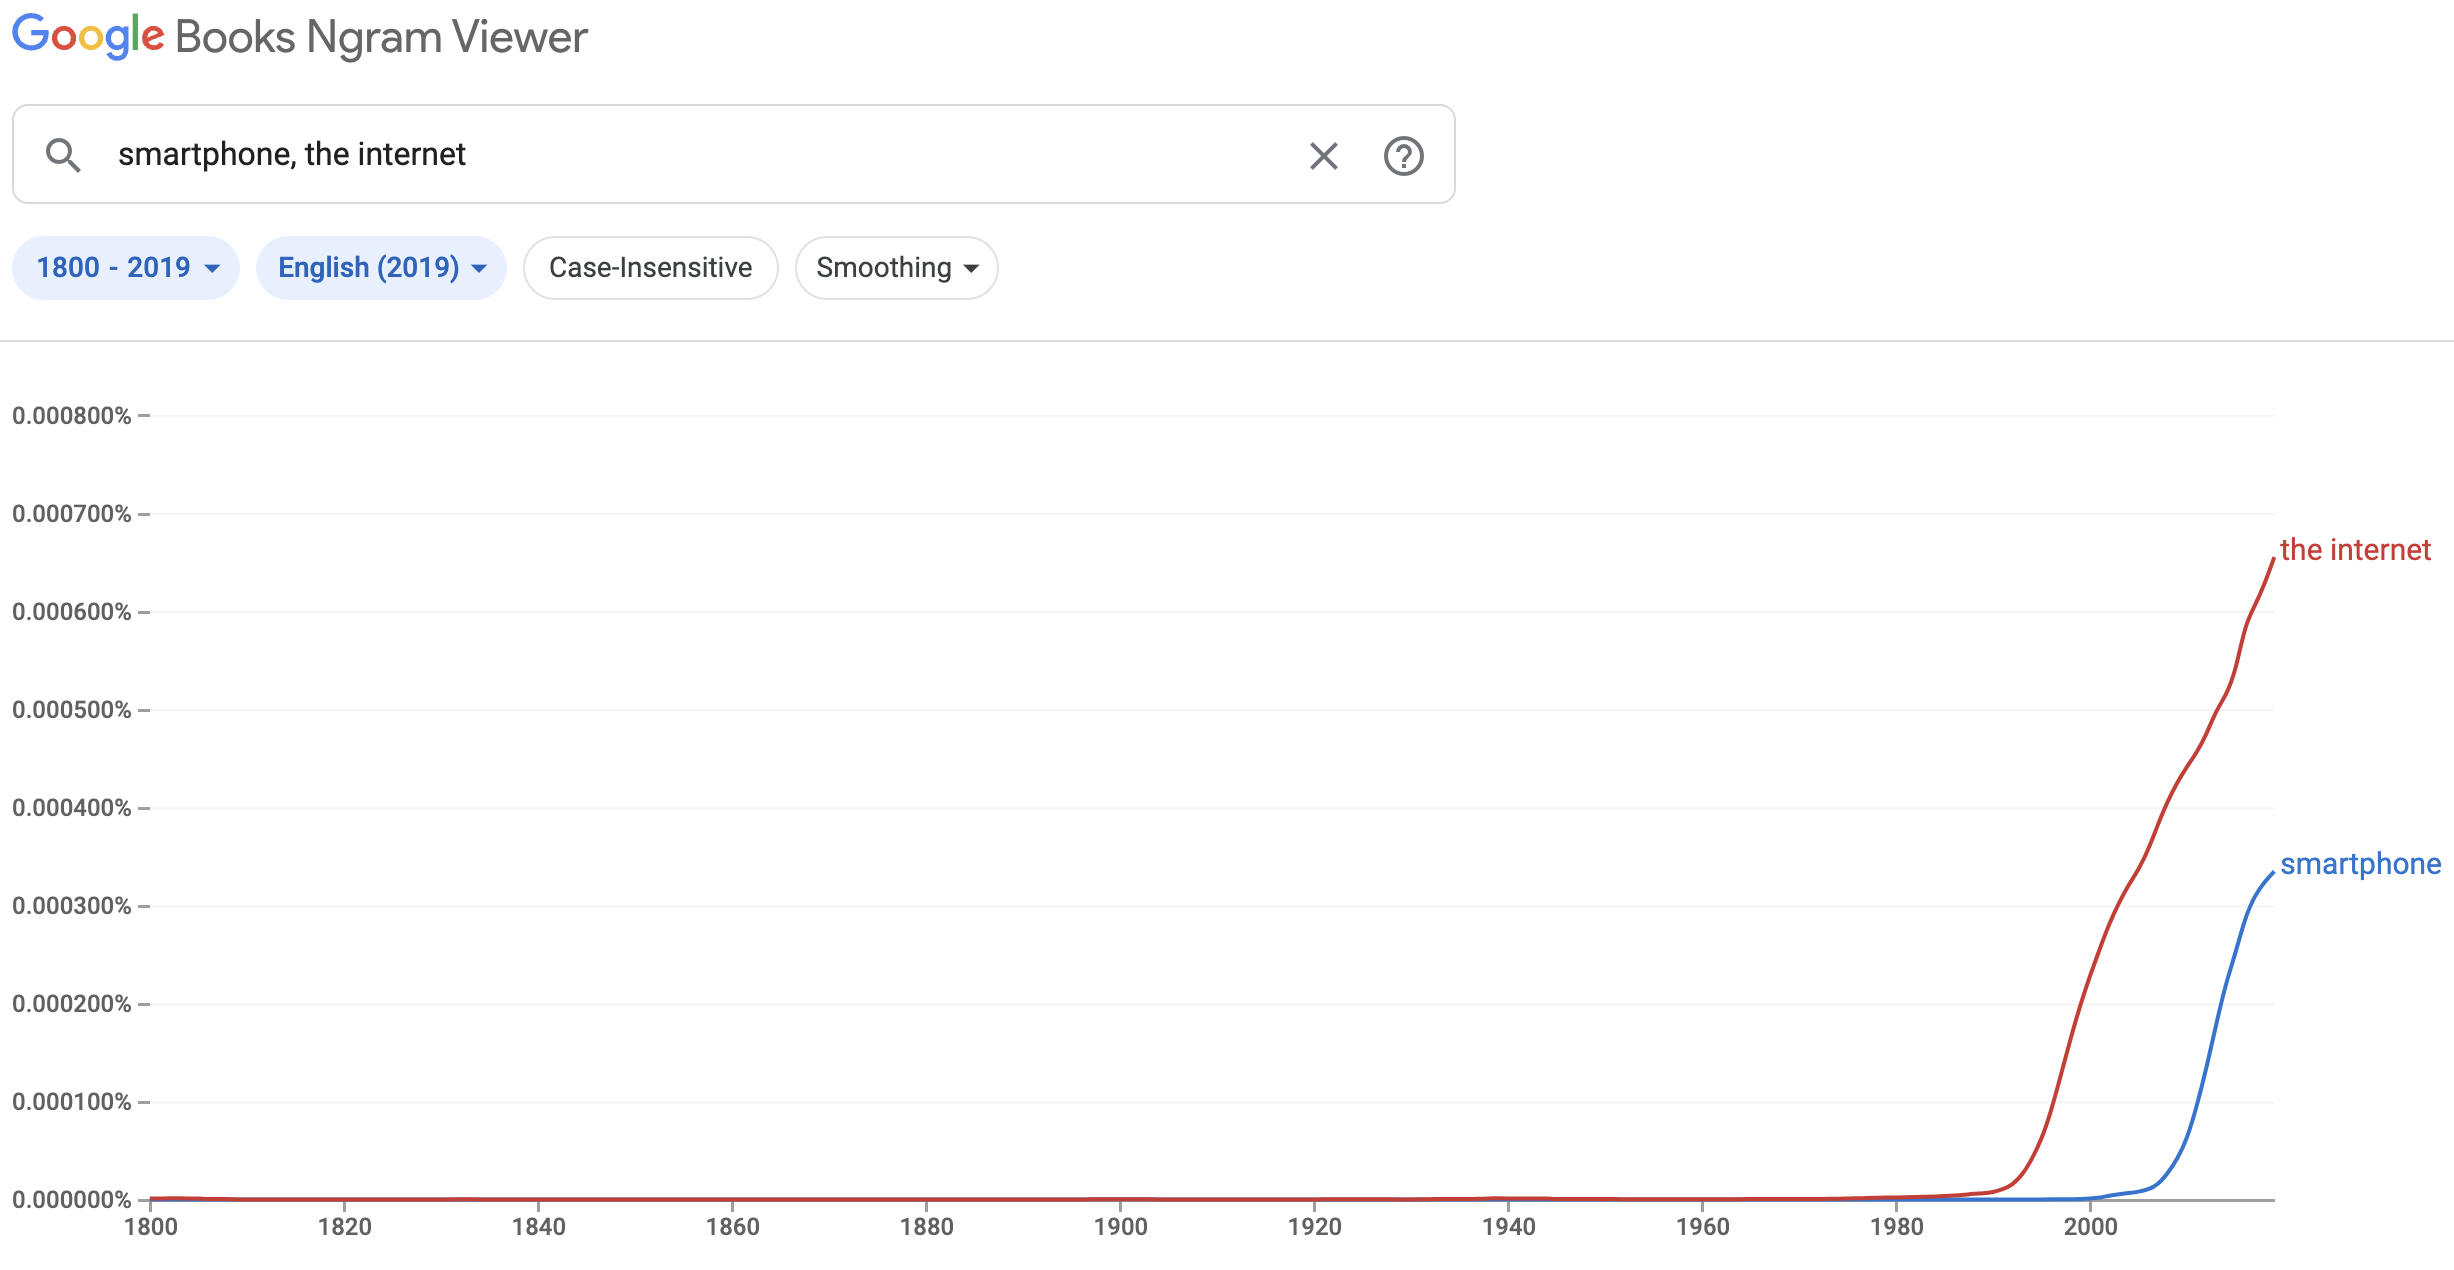 Google Books Ngram Viewer
smartphone, the internet
1800 - 2019 English (2019) Case-Insensitive Smoothing
0.000800%
0.000700%
the internet
0.000600%
0.000500%
0.000400%
smartphone
0.000300%
0.000200%
0.000100%
0.000000%
1800 1820 1840 1860 1880 1900 1920 1940 1960 1980 2000